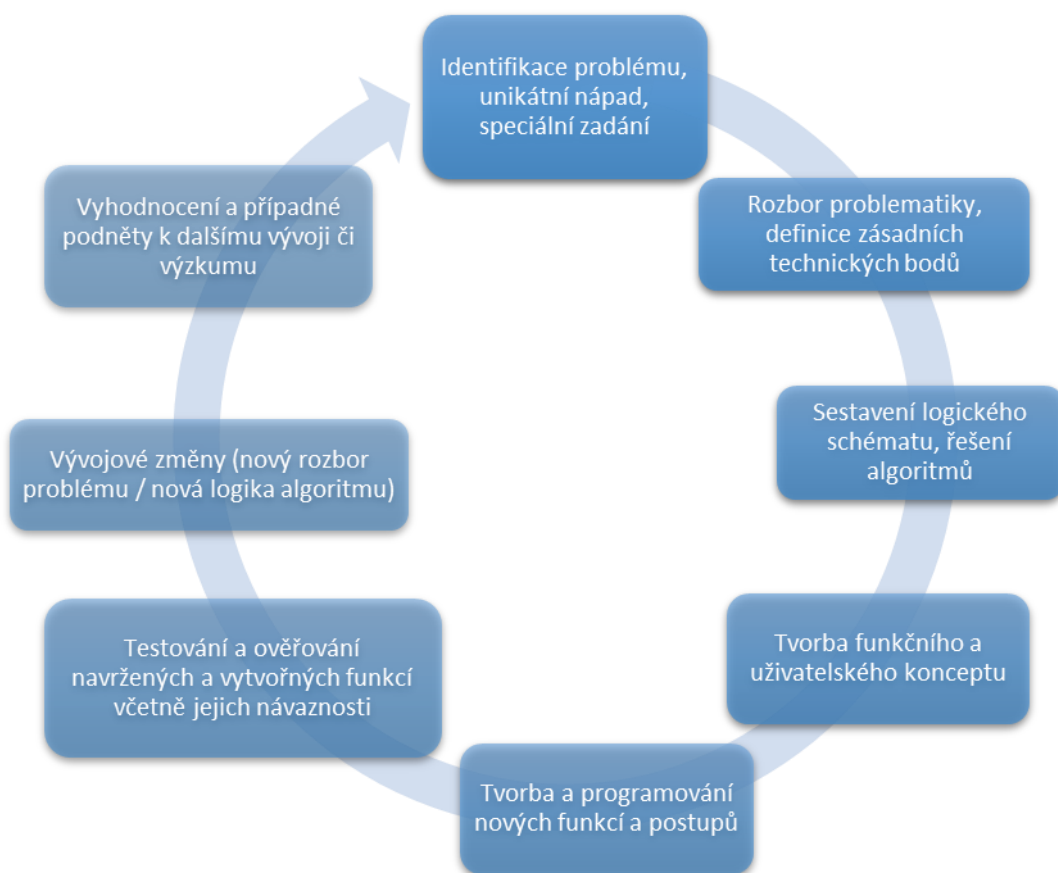 Identifikace problému,
unikátní nápad,
speciální zadání
Rozbor problematiky,
definice zásadních
technických bodů
Sestavení logického
schématu, řešení
algoritmů
Tvorba funkčního a
uživatelského konceptu
Tvorba a programování
nových funkcí a postupů
Testování a ověřování
navržených a vytvořných funkcí
včetně jejich návaznosti
Vývojové změny (nový rozbor
problému / nová logika algoritmu)
Vyhodnocení a případné
podněty k dalšímu vývoji či
výzkumu